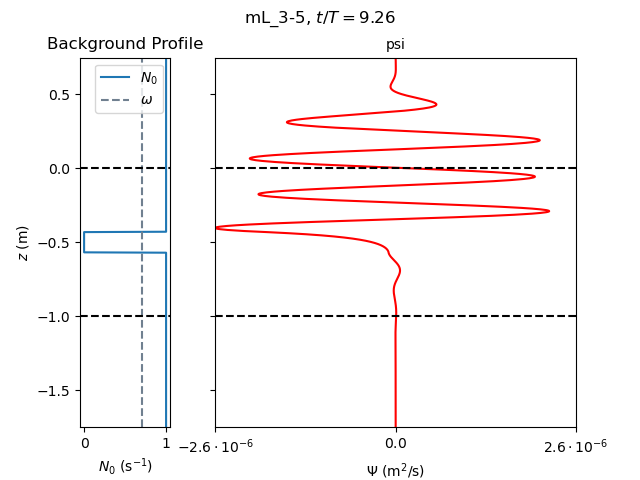 mL_3-5, t/T = 9.26
Background Profile
psi
N₀
ω
0.5
0.0
−0.5
−1.0
−1.5
z (m)
0
1
N₀ (s⁻¹)
−2.6 · 10⁻⁶
0.0
2.6 · 10⁻⁶
Ψ (m²/s)